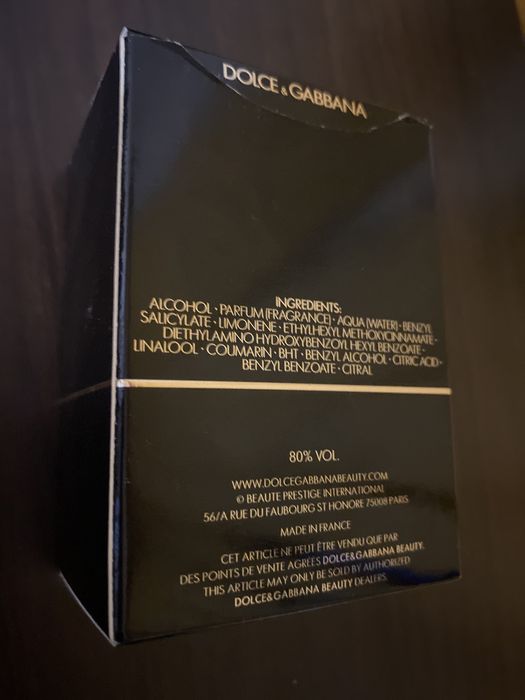 DOLCE & GABBANA
INGREDIENTS:
ALCOHOL · PARFUM (FRAGRANCE) · AQUA (WATER) · BENZYL
SALICYLATE · LIMONENE · ETHYLHEXYL METHOXYCINNAMATE ·
DIETHYLAMINO HYDROXYBENZOYL HEXYL BENZOATE ·
LINALOOL · COUMARIN · BHT · BENZYL ALCOHOL · CITRIC ACID ·
BENZYL BENZOATE · CITRAL
80% VOL.
WWW.DOLCEGABBANABEAUTY.COM
© BEAUTE PRESTIGE INTERNATIONAL
56/A RUE DU FAUBOURG ST HONORE 75008 PARIS
MADE IN FRANCE
CET ARTICLE NE PEUT ÊTRE VENDU QUE PAR
DES POINTS DE VENTE AGREÉS DOLCE&GABBANA BEAUTY.
THIS ARTICLE MAY ONLY BE SOLD BY AUTHORIZED
DOLCE&GABBANA BEAUTY DEALERS.